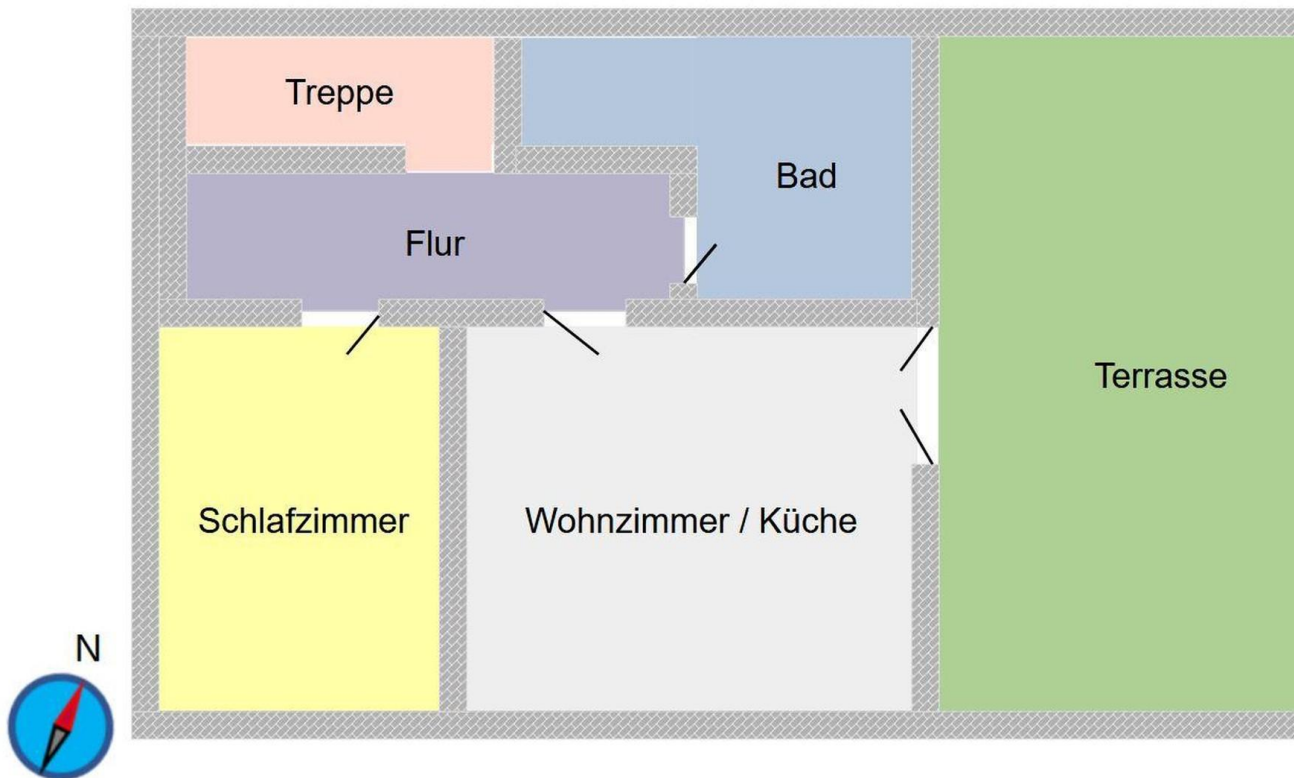 Treppe
Bad
Flur
Terrasse
Schlafzimmer
Wohnzimmer / Küche
N